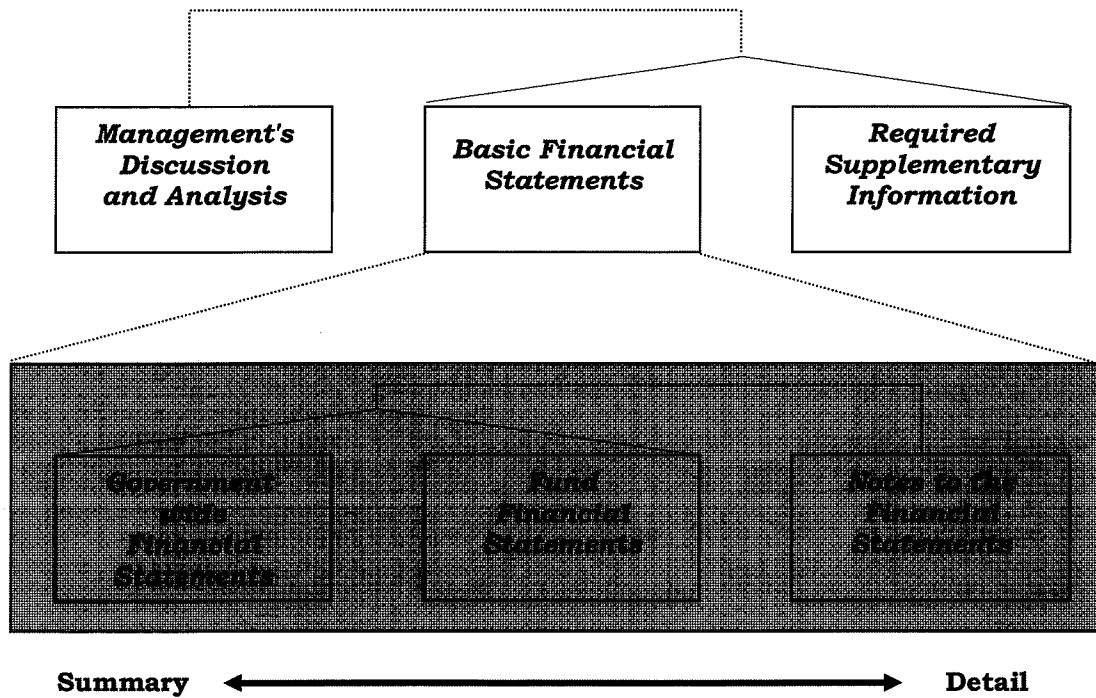 Management's
Discussion
and Analysis
Basic Financial
Statements
Required
Supplementary
Information
Government-
wide
Financial
Statements
Fund
Financial
Statements
Notes to the
Financial
Statements
Summary
Detail